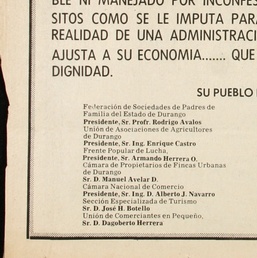 BLE NI MANEJADO POR INCONFES
SITOS COMO SE LE IMPUTA PARA
REALIDAD DE UNA ADMINISTRACI
AJUSTA A SU ECONOMIA....... QUE
DIGNIDAD.
SU PUEBLO
Federación de Sociedades de Padres de
Familia del Estado de Durango
Presidente, Sr. Profr. Rodrigo Avalos
Unión de Asociaciones de Agricultores
de Durango
Presidente, Sr. Ing. Enrique Castro
Frente Popular de Lucha,
Presidente, Sr. Armando Herrera O.
Cámara de Propietarios de Fincas Urbanas
de Durango
Sr. D. Manuel Avelar D.
Cámara Nacional de Comercio
Presidente, Sr. Ing. D. Alberto J. Navarro
Sección Especializada de Turismo
Sr. D. José H. Botello
Unión de Comerciantes en Pequeño,
Sr. D. Dagoberto Herrera